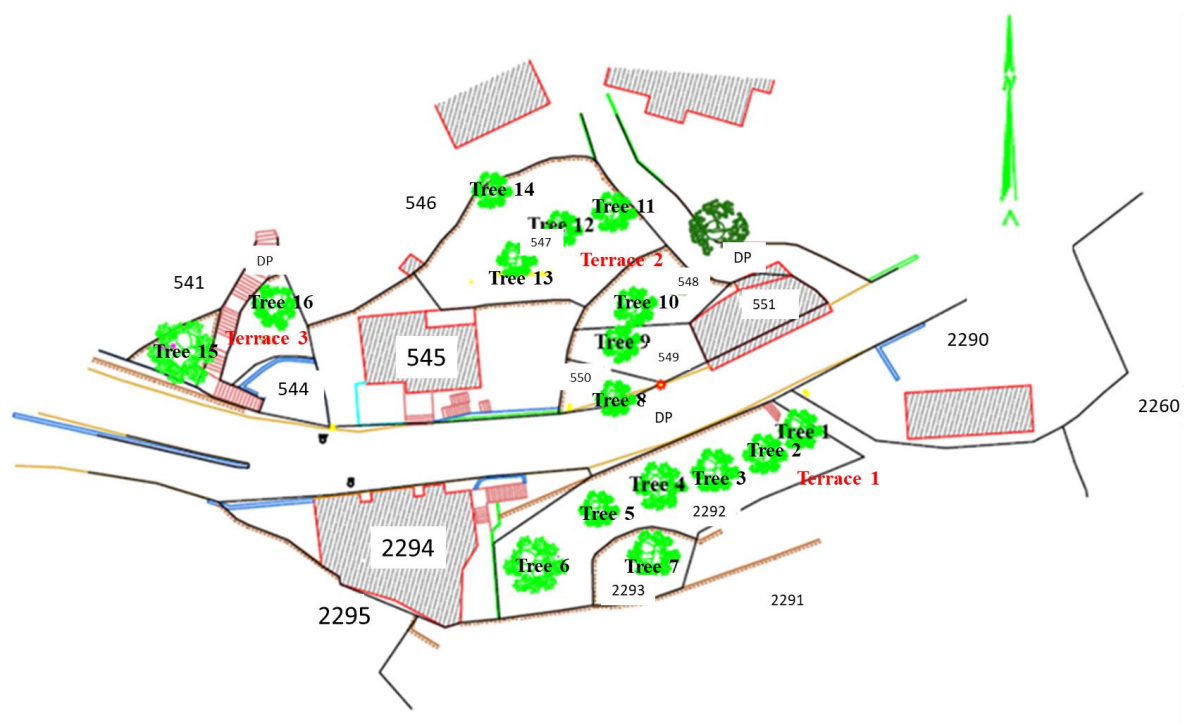 N
Tree 14
546
Tree 11
Tree 12
547
DP
Terrace 2
DP
541
Tree 13
548
Tree 16
Tree 10
551
Terrace 3
Tree 9
2290
Tree 15
545
549
550
544
Tree 8
DP
2260
Tree 1
Tree 2
Tree 3
Terrace 1
Tree 4
8
Tree 5
2292
2294
Tree 6
Tree 7
2293
2291
2295